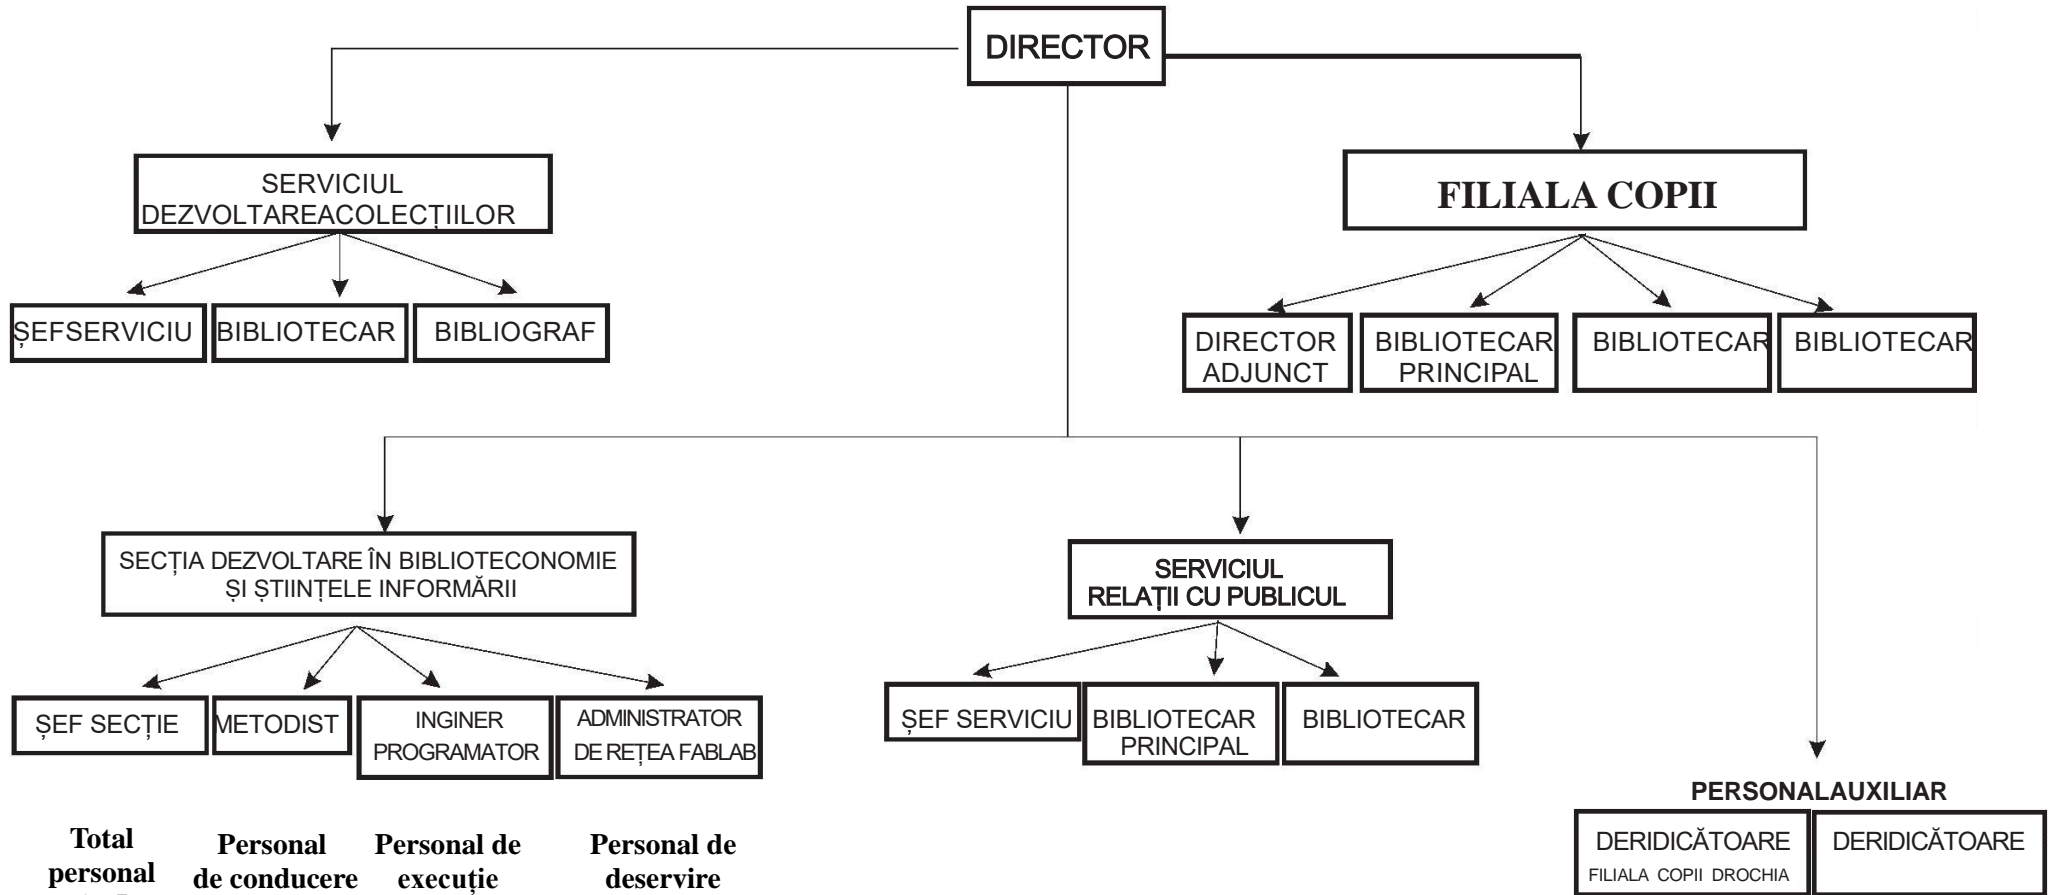 DIRECTOR
SERVICIUL
DEZVOLTAREACOLECȚIILOR
FILIALA COPII
ȘEFSERVICIU
BIBLIOTECAR
BIBLIOGRAF
DIRECTOR
ADJUNCT
BIBLIOTECAR
PRINCIPAL
BIBLIOTECAR
BIBLIOTECAR
SECȚIA DEZVOLTARE ÎN BIBLIOTECONOMIE
ȘI ȘTIINȚELE INFORMĂRII
SERVICIUL
RELAȚII CU PUBLICUL
ȘEF SECȚIE
METODIST
INGINER
PROGRAMATOR
ADMINISTRATOR
DE REȚEA FABLAB
ȘEF SERVICIU
BIBLIOTECAR
PRINCIPAL
BIBLIOTECAR
PERSONALAUXILIAR
DERIDICĂTOARE
FILIALA COPII DROCHIA
DERIDICĂTOARE
Total
personal
Personal
de conducere
Personal de
execuție
Personal de
deservire